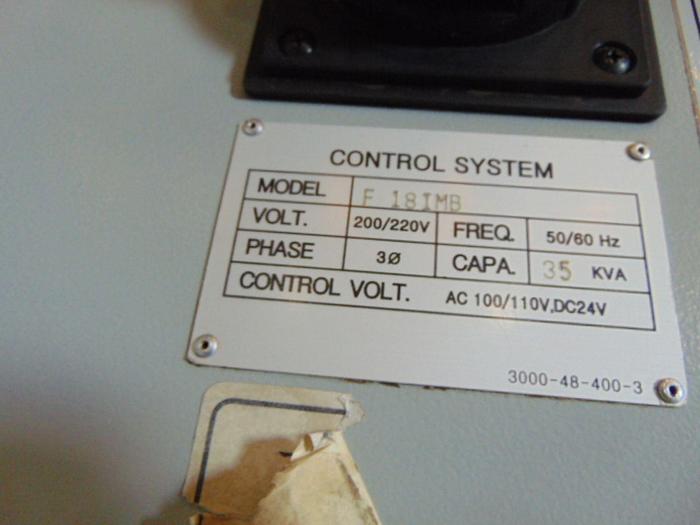 CONTROL SYSTEM
MODEL F 18IMB
VOLT. 200/220V FREQ. 50/60 Hz
PHASE 3Ø CAPA. 35 KVA
CONTROL VOLT. AC 100/110V,DC24V
3000-48-400-3